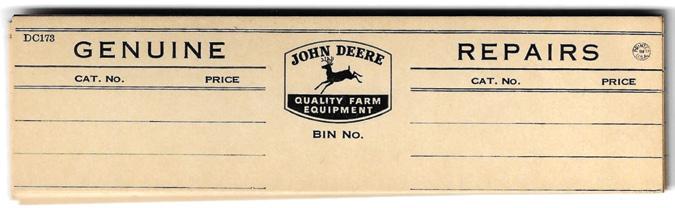 DC173
GENUINE
JOHN DEERE
QUALITY FARM
EQUIPMENT
REPAIRS
CAT. No. PRICE
BIN No.
CAT. No. PRICE